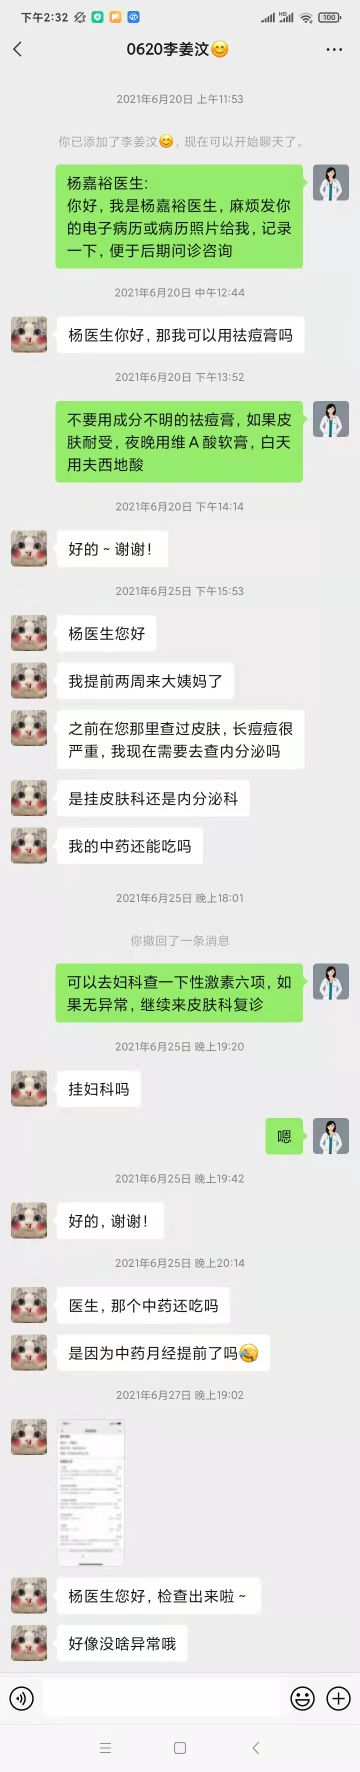 下午2:32
100
0620李姜汶😊
2021年6月20日 上午11:53
你已添加了李姜汶😊，现在可以开始聊天了。
杨嘉裕医生:
你好，我是杨嘉裕医生，麻烦发你
的电子病历或病历照片给我，记录
一下，便于后期问诊咨询
2021年6月20日 中午12:44
杨医生你好，那我可以用祛痘膏吗
2021年6月20日 下午13:52
不要用成分不明的祛痘膏，如果皮
肤耐受，夜晚用维A酸软膏，白天
用夫西地酸
2021年6月20日 下午14:14
好的~谢谢！
2021年6月25日 下午15:53
杨医生您好
我提前两周来大姨妈了
之前在您那里查过皮肤，长痘痘很
严重，我现在需要去查内分泌吗
是挂皮肤科还是内分泌科
我的中药还能吃吗
2021年6月25日 晚上18:01
你撤回了一条消息
可以去妇科查一下性激素六项，如
果无异常，继续来皮肤科复诊
2021年6月25日 晚上19:20
挂妇科吗
嗯
2021年6月25日 晚上19:42
好的，谢谢！
2021年6月25日 晚上20:14
医生，那个中药还吃吗
是因为中药月经提前了吗🤣
2021年6月27日 晚上19:02
杨医生您好，检查出来啦~
好像没啥异常哦